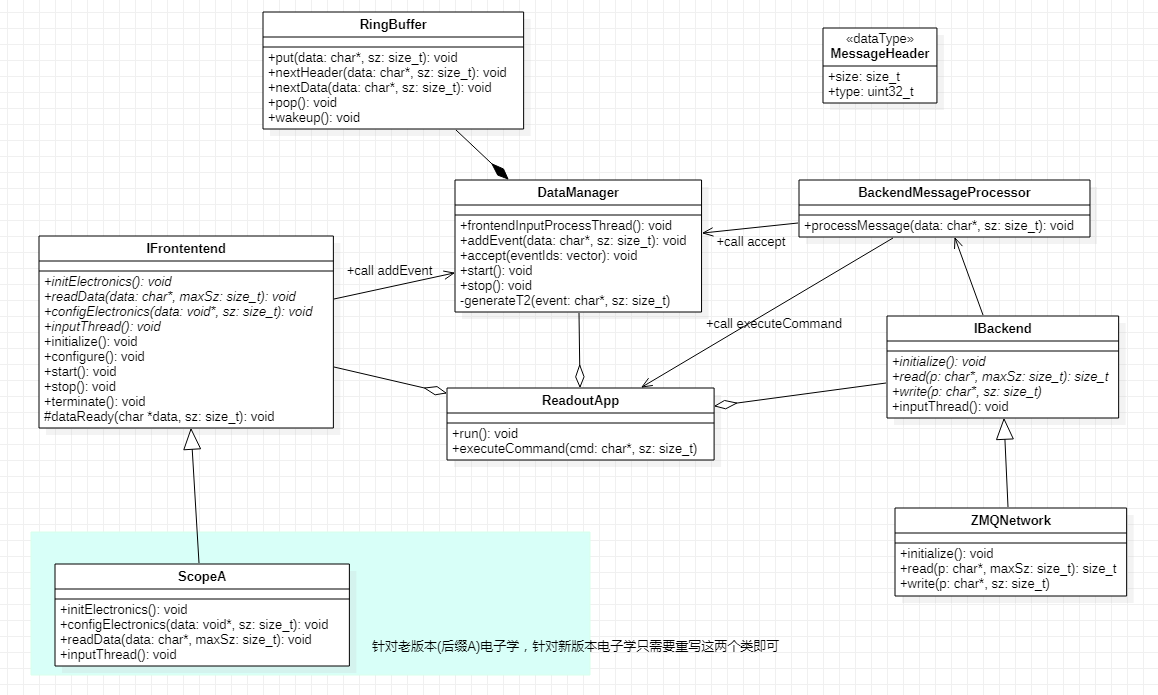 RingBuffer
+put(data: char*, sz: size_t): void
+nextHeader(data: char*, sz: size_t): void
+nextData(data: char*, sz: size_t): void
+pop(): void
+wakeup(): void
«dataType»
MessageHeader
+size: size_t
+type: uint32_t
DataManager
+frontendInputProcessThread(): void
+addEvent(data: char*, sz: size_t): void
+accept(eventIds: vector): void
+start(): void
+stop(): void
-generateT2(event: char*, sz: size_t)
BackendMessageProcessor
+processMessage(data: char*, sz: size_t): void
+call accept
IFrontentend
+initElectronics(): void
+readData(data: char*, maxSz: size_t): void
+configElectronics(data: void*, sz: size_t): void
+inputThread(): void
+initialize(): void
+configure(): void
+start(): void
+stop(): void
+terminate(): void
#dataReady(char *data, sz: size_t): void
+call addEvent
+call executeCommand
IBackend
+initialize(): void
+read(p: char*, maxSz: size_t): size_t
+write(p: char*, sz: size_t)
+inputThread(): void
ReadoutApp
+run(): void
+executeCommand(cmd: char*, sz: size_t)
ZMQNetwork
+initialize(): void
+read(p: char*, maxSz: size_t): size_t
+write(p: char*, sz: size_t)
ScopeA
+initElectronics(): void
+configElectronics(data: void*, sz: size_t): void
+readData(data: char*, maxSz: size_t): void
+inputThread(): void
针对老版本(后缀A)电子学，针对新版本电子学只需要重写这两个类即可